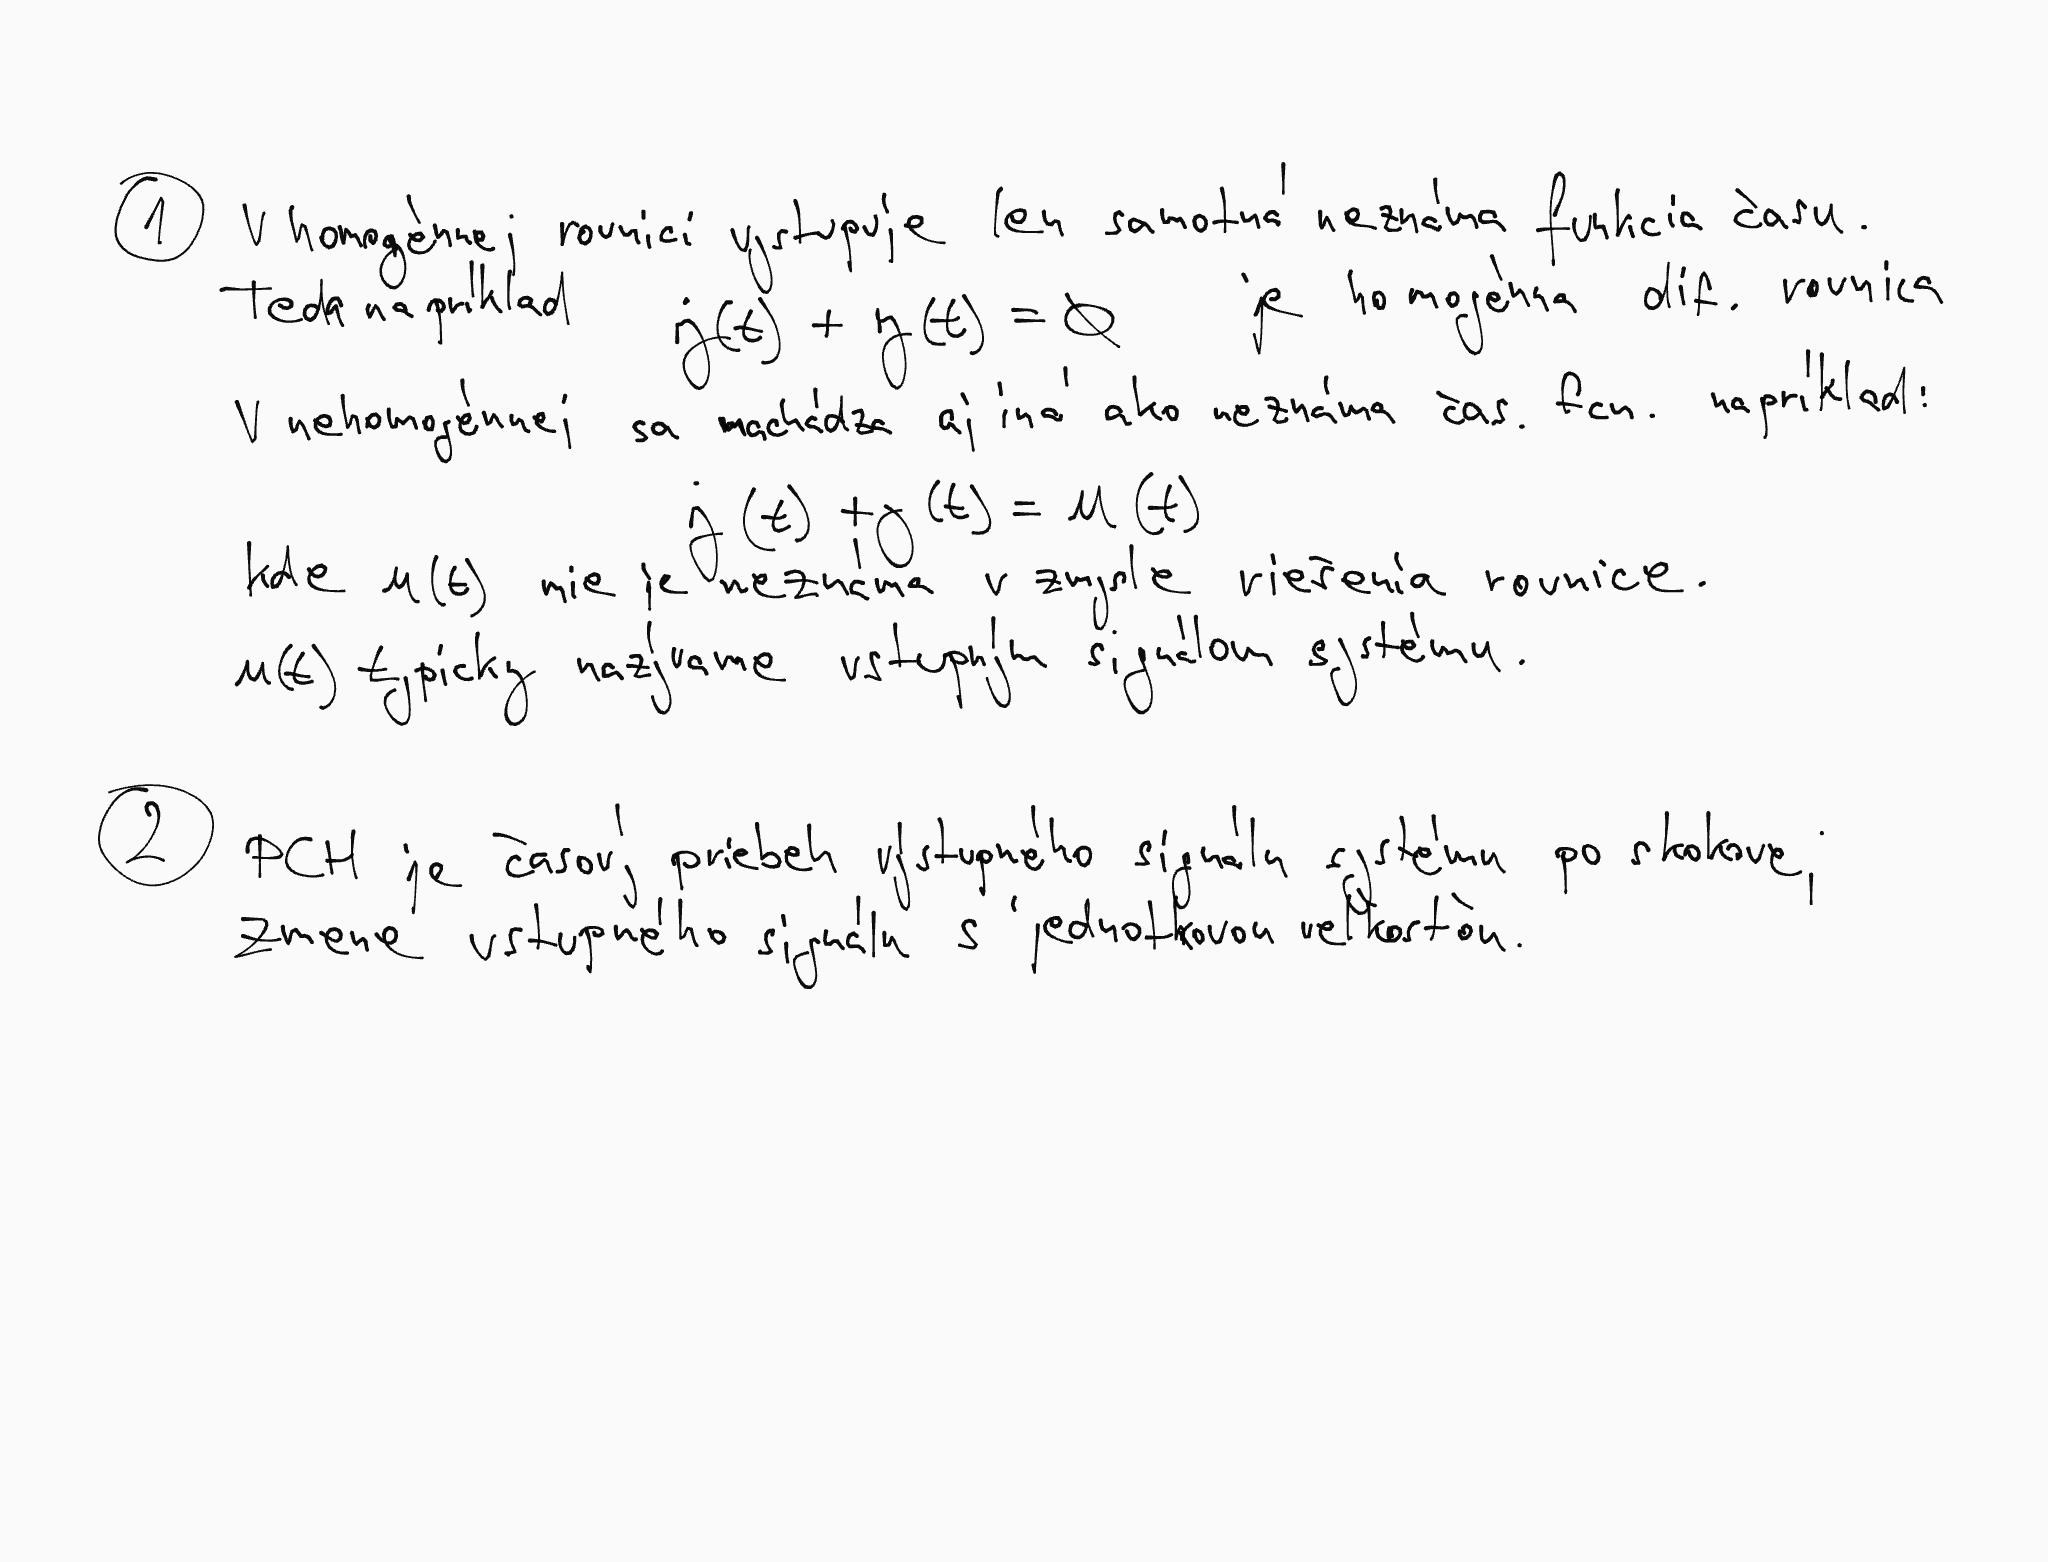 1 V homogénnej rovnici vystupuje len samotná neznáma funkcia času.
Teda napríklad ẏ(t) + y(t) = 0 je homogénna dif. rovnica
V nehomogénnej sa nachádza aj iná ako neznáma čas. fcn. napríklad:
ẏ(t) + y(t) = u(t)
kde u(t) nie je neznáma v zmysle riešenia rovnice.
u(t) typicky nazývame vstupným signálom systému.
2 PCH je časový priebeh výstupného signálu systému po skokovej
zmene vstupného signálu s jednotkovou veľkosťou.